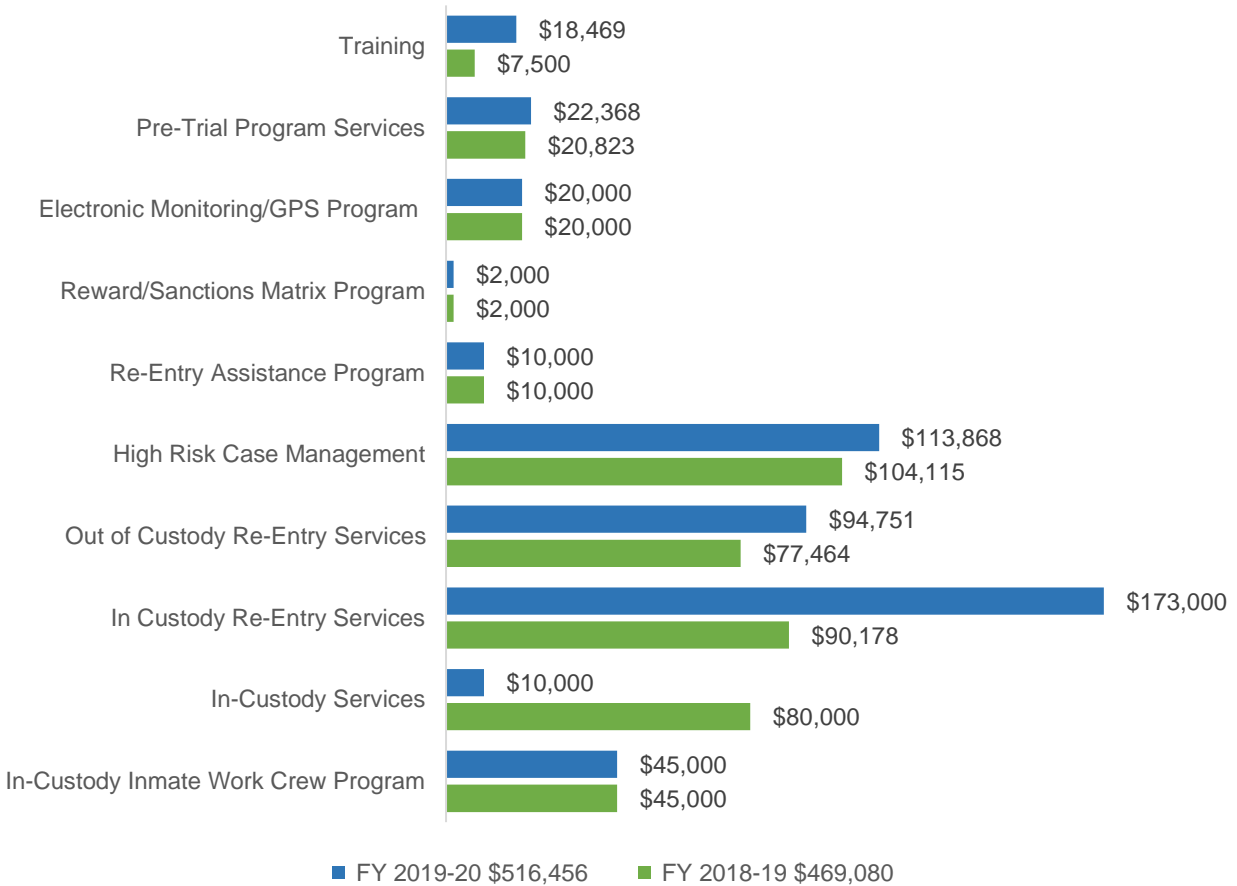 Training
$18,469
$7,500
Pre-Trial Program Services
$22,368
$20,823
Electronic Monitoring/GPS Program
$20,000
$20,000
Reward/Sanctions Matrix Program
$2,000
$2,000
Re-Entry Assistance Program
$10,000
$10,000
High Risk Case Management
$113,868
$104,115
Out of Custody Re-Entry Services
$94,751
$77,464
In Custody Re-Entry Services
$173,000
$90,178
In-Custody Services
$10,000
$80,000
In-Custody Inmate Work Crew Program
$45,000
$45,000
FY 2019-20 $516,456
FY 2018-19 $469,080